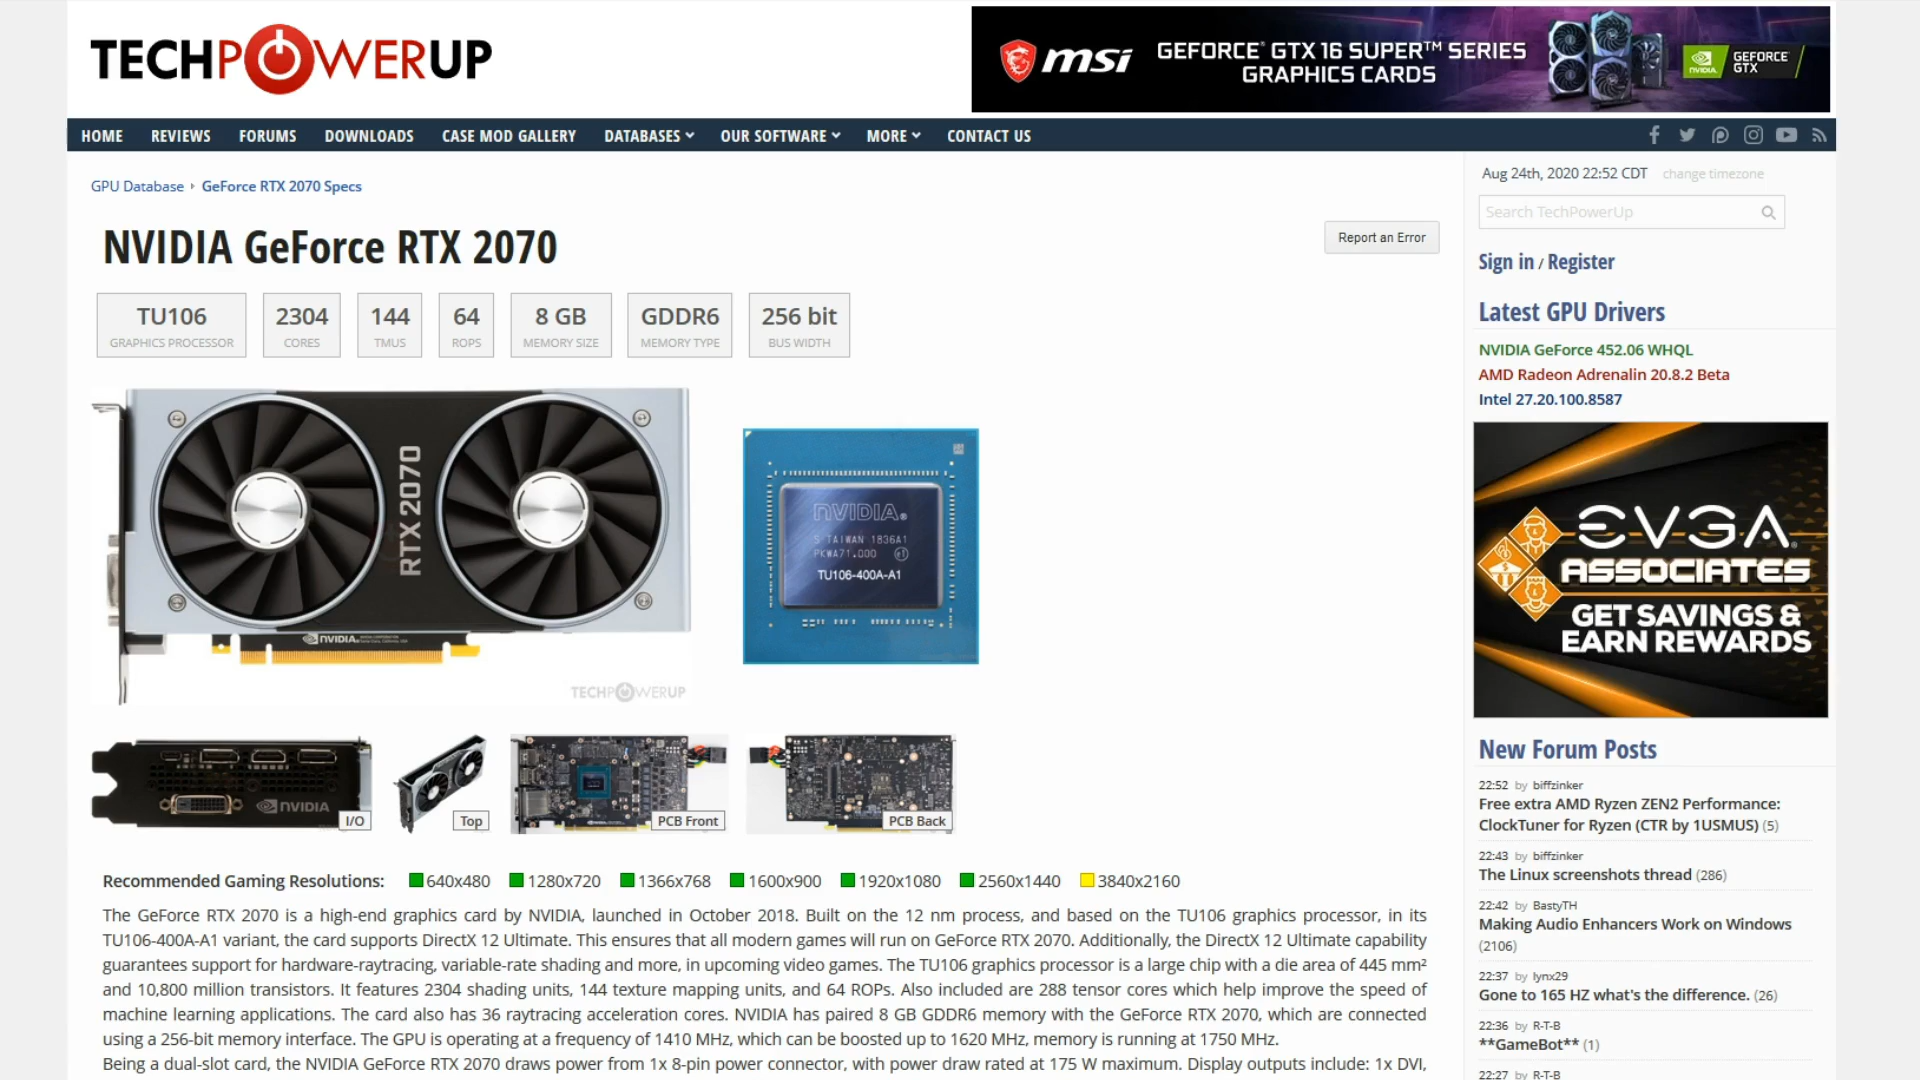 TECHPOWERUP
msi
GEFORCE® GTX 16 SUPER™ SERIES
GRAPHICS CARDS
NVIDIA.
GEFORCE
GTX
HOME REVIEWS FORUMS DOWNLOADS CASE MOD GALLERY DATABASES OUR SOFTWARE MORE CONTACT US
GPU Database GeForce RTX 2070 Specs
NVIDIA GeForce RTX 2070
Report an Error
TU106
GRAPHICS PROCESSOR
2304
CORES
144
TMUS
64
ROPS
8 GB
MEMORY SIZE
GDDR6
MEMORY TYPE
256 bit
BUS WIDTH
RTX 2070
NVIDIA.
TECHPOWERUP
NVIDIA®
S TAIWAN 1836A1
PKWA71.000 e1
TU106-400A-A1
NVIDIA
I/O
Top
PCB Front
PCB Back
Recommended Gaming Resolutions: 640x480 1280x720 1366x768 1600x900 1920x1080 2560x1440 3840x2160
The GeForce RTX 2070 is a high-end graphics card by NVIDIA, launched in October 2018. Built on the 12 nm process, and based on the TU106 graphics processor, in its
TU106-400A-A1 variant, the card supports DirectX 12 Ultimate. This ensures that all modern games will run on GeForce RTX 2070. Additionally, the DirectX 12 Ultimate capability
guarantees support for hardware-raytracing, variable-rate shading and more, in upcoming video games. The TU106 graphics processor is a large chip with a die area of 445 mm²
and 10,800 million transistors. It features 2304 shading units, 144 texture mapping units, and 64 ROPs. Also included are 288 tensor cores which help improve the speed of
machine learning applications. The card also has 36 raytracing acceleration cores. NVIDIA has paired 8 GB GDDR6 memory with the GeForce RTX 2070, which are connected
using a 256-bit memory interface. The GPU is operating at a frequency of 1410 MHz, which can be boosted up to 1620 MHz, memory is running at 1750 MHz.
Being a dual-slot card, the NVIDIA GeForce RTX 2070 draws power from 1x 8-pin power connector, with power draw rated at 175 W maximum. Display outputs include: 1x DVI,
Aug 24th, 2020 22:52 CDT change timezone
Search TechPowerUp
Sign in / Register
Latest GPU Drivers
NVIDIA GeForce 452.06 WHQL
AMD Radeon Adrenalin 20.8.2 Beta
Intel 27.20.100.8587
EVGA®
ASSOCIATES
GET SAVINGS &
EARN REWARDS
New Forum Posts
22:52 by biffzinker
Free extra AMD Ryzen ZEN2 Performance:
ClockTuner for Ryzen (CTR by 1USMUS) (5)
22:43 by biffzinker
The Linux screenshots thread (286)
22:42 by BastyTH
Making Audio Enhancers Work on Windows
(2106)
22:37 by lynx29
Gone to 165 HZ what's the difference. (26)
22:36 by R-T-B
**GameBot** (1)
22:27 by R-T-B